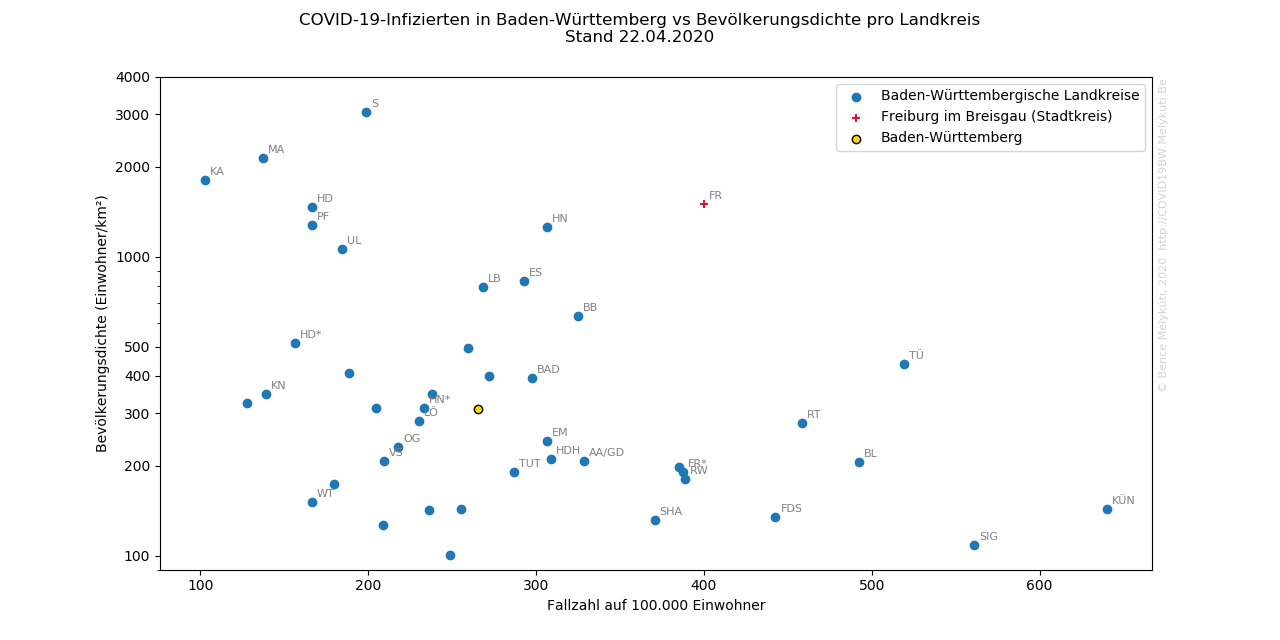 COVID-19-Infizierten in Baden-Württemberg vs Bevölkerungsdichte pro Landkreis
Stand 22.04.2020
Baden-Württembergische Landkreise
Freiburg im Breisgau (Stadtkreis)
Baden-Württemberg
© Bence Mélykúti, 2020. http://COVID19BW.Melykuti.Be
Bevölkerungsdichte (Einwohner/km²)
4000
3000
2000
1000
500
400
300
200
100
S
MA
KA
HD
FR
PF
HN
UL
ES
LB
BB
HD*
TÜ
BAD
KN
HN*
LÖ
RT
EM
OG
HDH
AA/GD
VS
BL
TUT
FR*
RW
WT
KÜN
SHA
FDS
SIG
100
200
300
400
500
600
Fallzahl auf 100.000 Einwohner